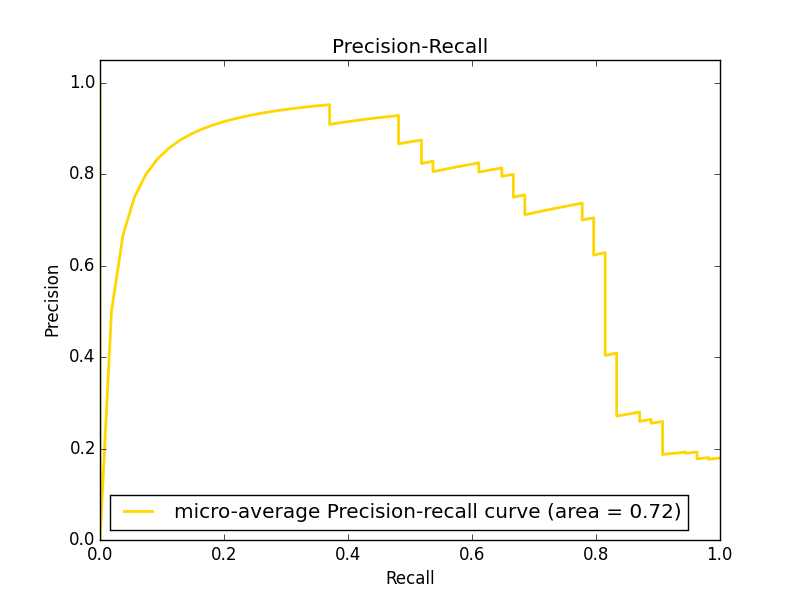 Precision-Recall
1.0
0.8
0.6
0.4
0.2
0.0
Precision
micro-average Precision-recall curve (area = 0.72)
0.0 0.2 0.4 0.6 0.8 1.0
Recall